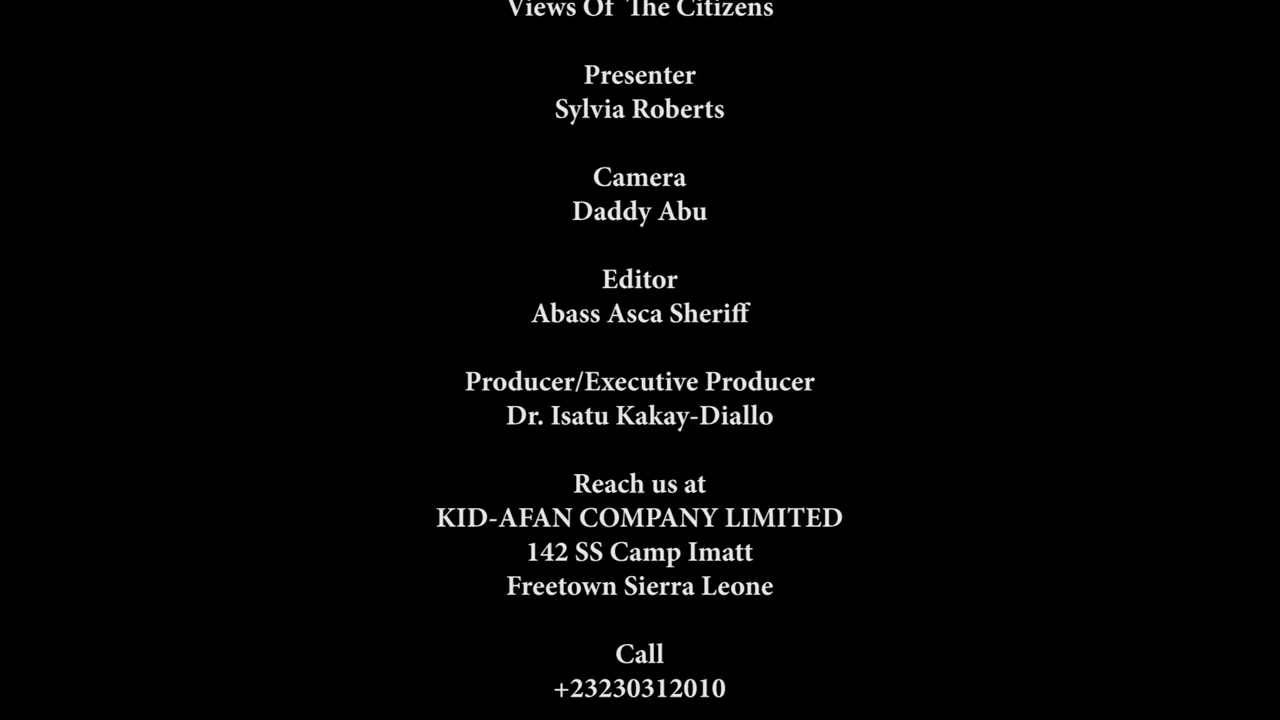 Views Of The Citizens
Presenter
Sylvia Roberts
Camera
Daddy Abu
Editor
Abass Asca Sheriff
Producer/Executive Producer
Dr. Isatu Kakay-Diallo
Reach us at
KID-AFAN COMPANY LIMITED
142 SS Camp Imatt
Freetown Sierra Leone
Call
+23230312010